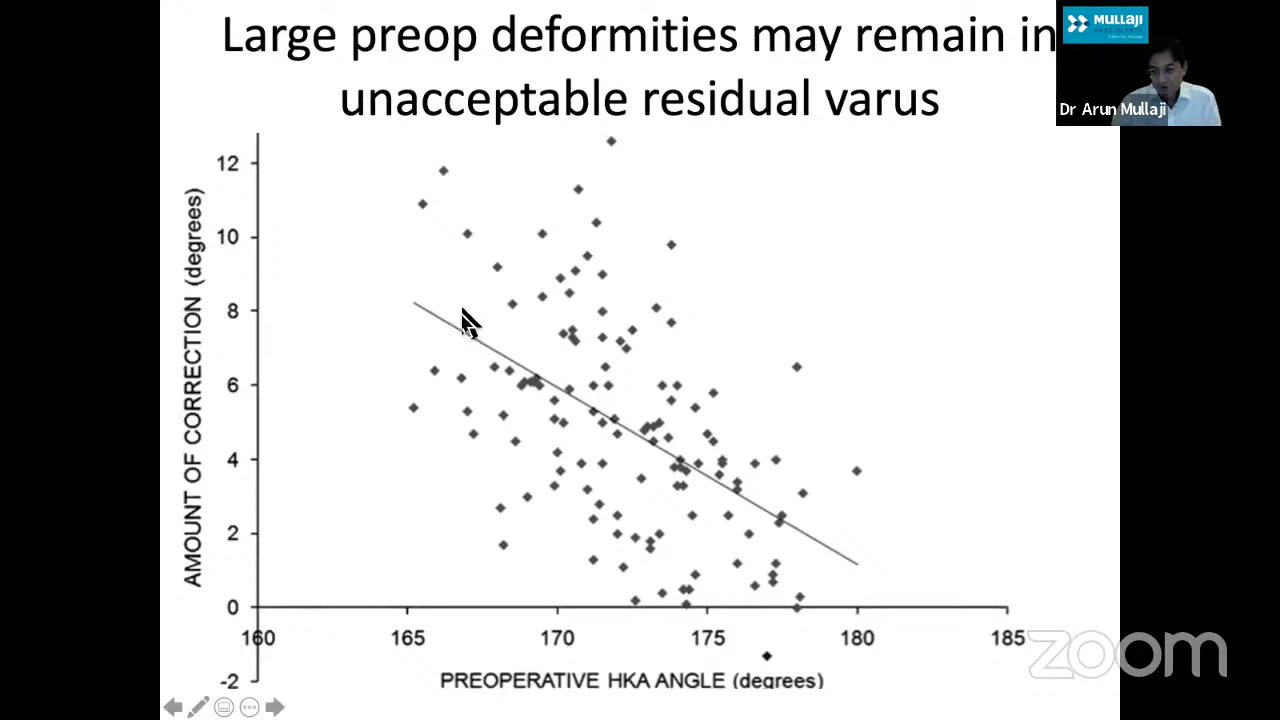 Large preop deformities may remain in
unacceptable residual varus
MULLAJI
Dr Arun Mullaji
AMOUNT OF CORRECTION (degrees)
12
10
8
6
4
2
0
-2
160
165
170
175
180
185
PREOPERATIVE HKA ANGLE (degrees)
zoom